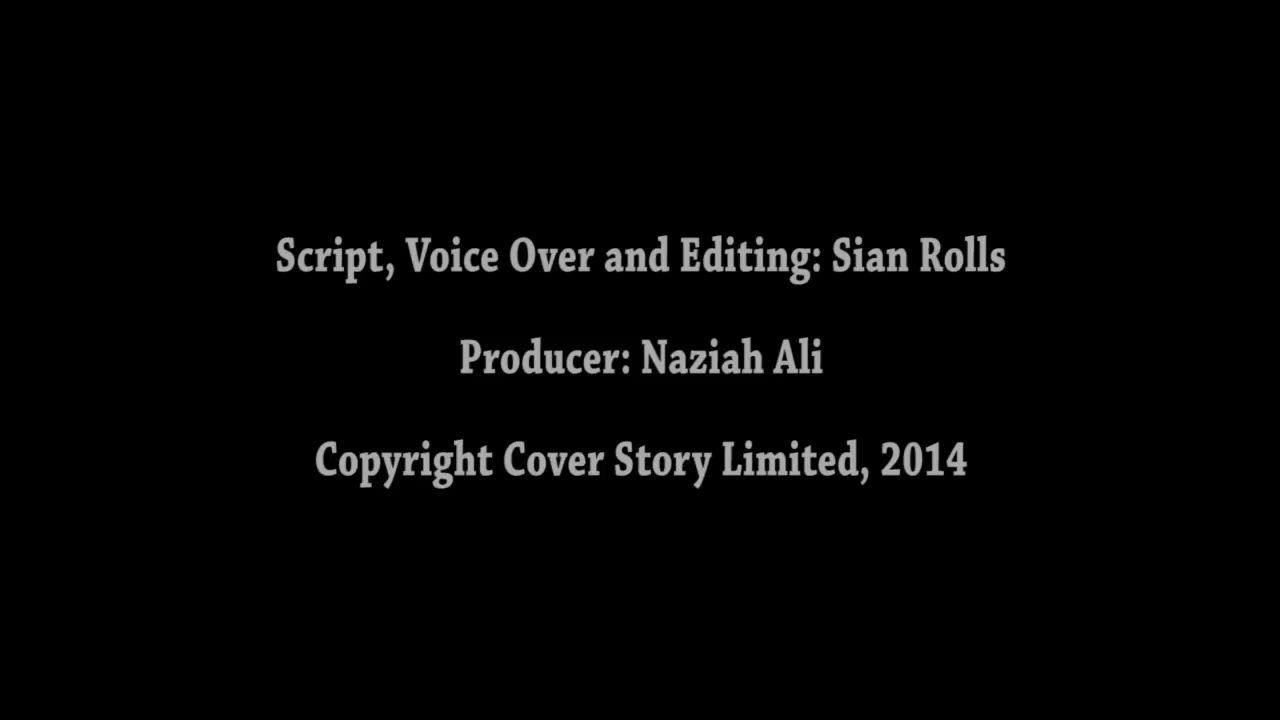 Script, Voice Over and Editing: Sian Rolls
Producer: Naziah Ali
Copyright Cover Story Limited, 2014